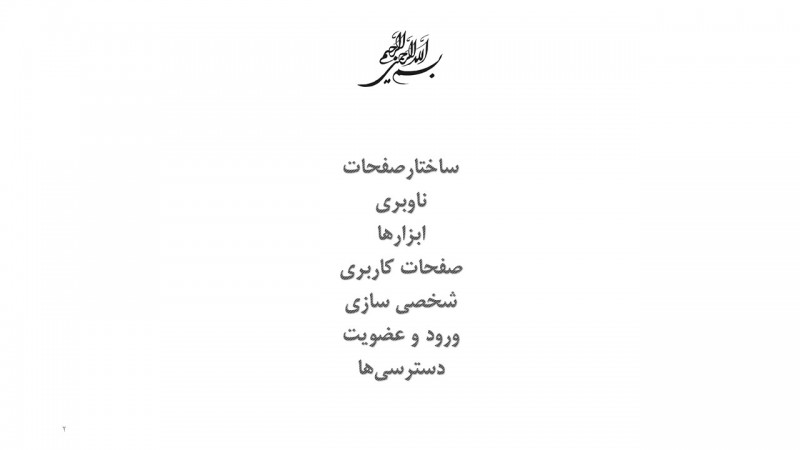 بسم الله الرحمن الرحیم
ساختارصفحات
ناوبری
ابزارها
صفحات کاربری
شخصی سازی
ورود و عضویت
دسترسی‌ها
۲